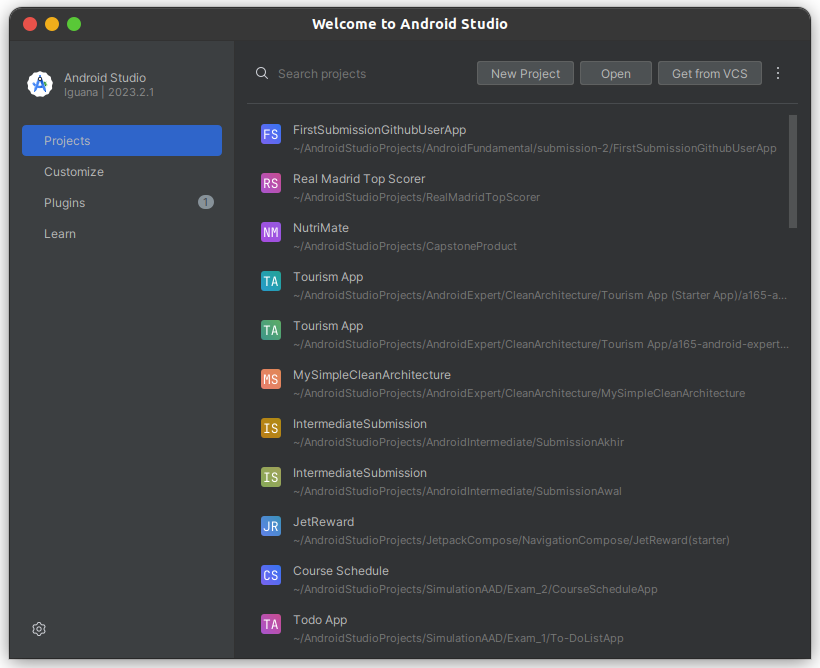 Welcome to Android Studio
Android Studio
Iguana | 2023.2.1
Projects
Customize
Plugins 1
Learn
Search projects
New Project
Open
Get from VCS
FS FirstSubmissionGithubUserApp
~/AndroidStudioProjects/AndroidFundamental/submission-2/FirstSubmissionGithubUserApp
RS Real Madrid Top Scorer
~/AndroidStudioProjects/RealMadridTopScorer
NM NutriMate
~/AndroidStudioProjects/CapstoneProduct
TA Tourism App
~/AndroidStudioProjects/AndroidExpert/CleanArchitecture/Tourism App (Starter App)/a165-a...
TA Tourism App
~/AndroidStudioProjects/AndroidExpert/CleanArchitecture/Tourism App/a165-android-expert...
MS MySimpleCleanArchitecture
~/AndroidStudioProjects/AndroidExpert/CleanArchitecture/MySimpleCleanArchitecture
IS IntermediateSubmission
~/AndroidStudioProjects/AndroidIntermediate/SubmissionAkhir
IS IntermediateSubmission
~/AndroidStudioProjects/AndroidIntermediate/SubmissionAwal
JR JetReward
~/AndroidStudioProjects/JetpackCompose/NavigationCompose/JetReward(starter)
CS Course Schedule
~/AndroidStudioProjects/SimulationAAD/Exam_2/CourseScheduleApp
TA Todo App
~/AndroidStudioProjects/SimulationAAD/Exam_1/To-DoListApp